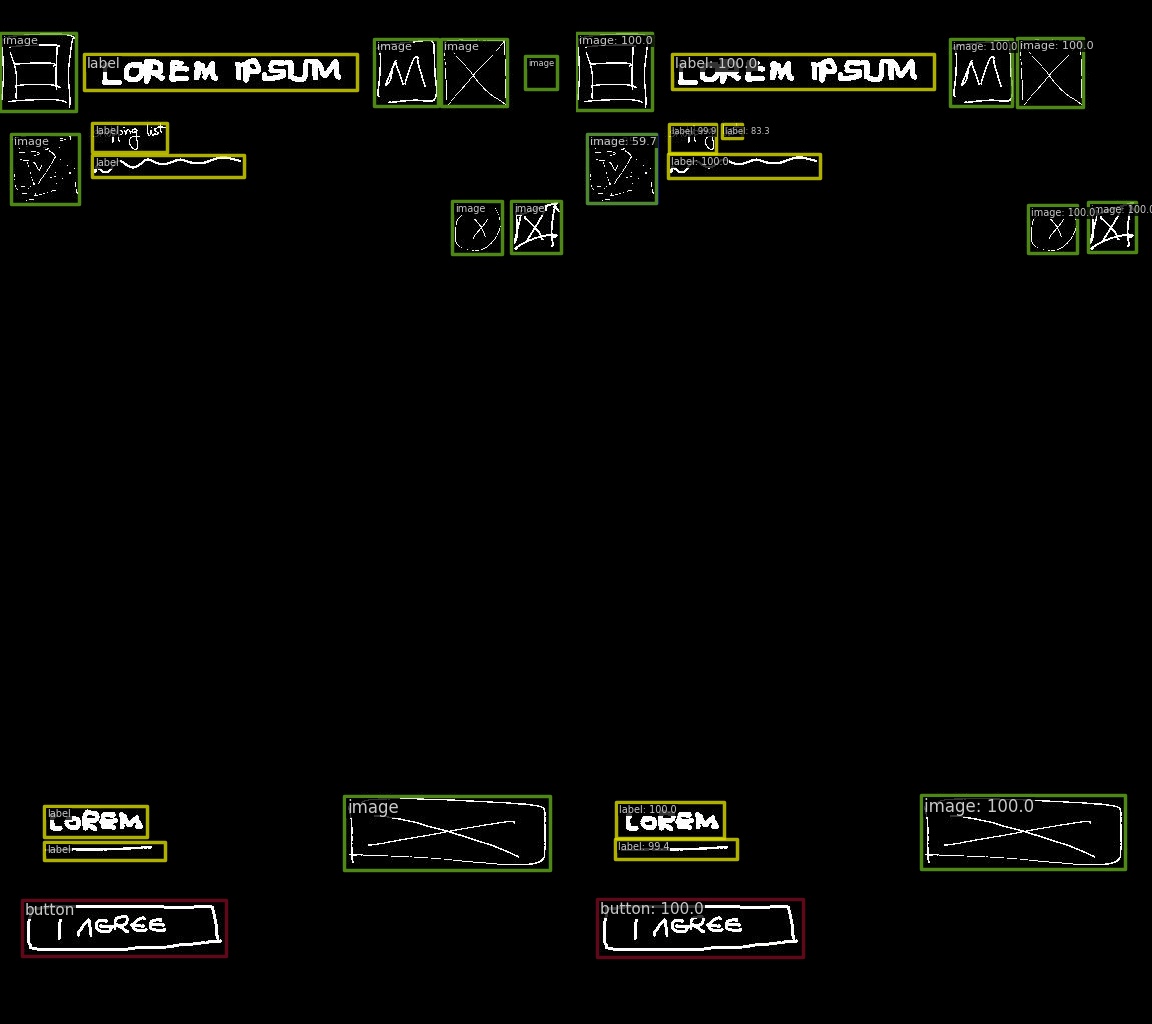 image image: 100.0
label LOREM IPSUM image image image label: 100.0 LOREM IPSUM image: 100.0 image: 100.0
label list label: 99.9 label: 83.3
image label image: 59.7 label: 100.0
image image image: 100.0 image: 100.0
label LOREM image label: 100.0 LOREM image: 100.0
label label: 99.4
button I AGREE button: 100.0 I AGREE